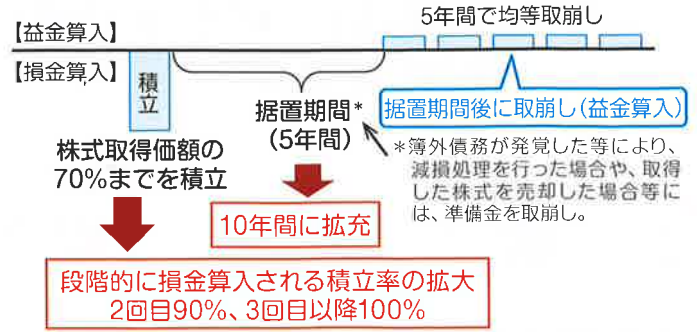 【益金算入】
5年間で均等取崩し
【損金算入】
積立
据置期間*
(5年間)
据置期間後に取崩し(益金算入)
株式取得価額の
70%までを積立
*簿外債務が発覚した等により、
減損処理を行った場合や、取得
した株式を売却した場合等に
は、準備金を取崩し。
10年間に拡充
段階的に損金算入される積立率の拡大
2回目90%、3回目以降100%